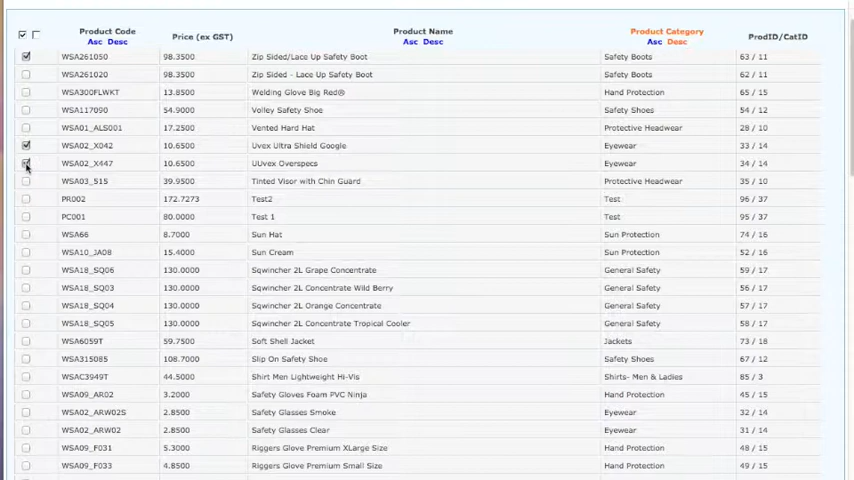 Product Code Price (ex GST) Product Name Product Category ProdID/CatID
Asc Desc Asc Desc Asc Desc
WSA261050 98.3500 Zip Sided/Lace Up Safety Boot Safety Boots 63 / 11
WSA261020 98.3500 Zip Sided - Lace Up Safety Boot Safety Boots 62 / 11
WSA300FLWKT 13.8500 Welding Glove Big Red® Hand Protection 65 / 15
WSA117090 54.9000 Volley Safety Shoe Safety Shoes 54 / 12
WSA01_ALS001 17.2500 Vented Hard Hat Protective Headwear 28 / 10
WSA02_X042 10.6500 Uvex Ultra Shield Google Eyewear 33 / 14
WSA02_X447 10.6500 UUvex Overspecs Eyewear 34 / 14
WSA03_515 39.9500 Tinted Visor with Chin Guard Protective Headwear 35 / 10
PR002 172.7273 Test2 Test 96 / 37
PC001 80.0000 Test 1 Test 95 / 37
WSA66 8.7000 Sun Hat Sun Protection 74 / 16
WSA10_JA08 15.4000 Sun Cream Sun Protection 52 / 16
WSA18_SQ06 130.0000 Sqwincher 2L Grape Concentrate General Safety 59 / 17
WSA18_SQ03 130.0000 Sqwincher 2L Concentrate Wild Berry General Safety 56 / 17
WSA18_SQ04 130.0000 Sqwincher 2L Orange Concentrate General Safety 57 / 17
WSA18_SQ05 130.0000 Sqwincher 2L Concentrate Tropical Cooler General Safety 58 / 17
WSA6059T 59.7500 Soft Shell Jacket Jackets 73 / 18
WSA315085 108.7000 Slip On Safety Shoe Safety Shoes 67 / 12
WSAC3949T 44.5000 Shirt Men Lightweight Hi-Vis Shirts- Men & Ladies 85 / 3
WSA09_AR02 3.2000 Safety Gloves Foam PVC Ninja Hand Protection 45 / 15
WSA02_ARW02S 2.8500 Safety Glasses Smoke Eyewear 32 / 14
WSA02_ARW02 2.8500 Safety Glasses Clear Eyewear 31 / 14
WSA09_F031 5.3000 Riggers Glove Premium XLarge Size Hand Protection 48 / 15
WSA09_F033 4.8500 Riggers Glove Premium Small Size Hand Protection 49 / 15